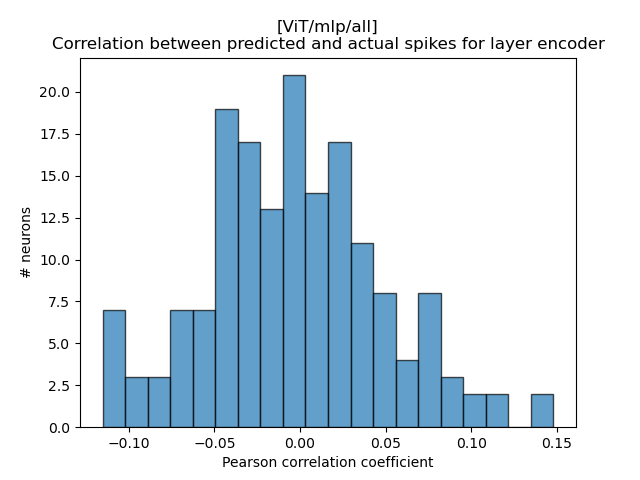 [ViT/mlp/all]
Correlation between predicted and actual spikes for layer encoder
20.0
17.5
15.0
12.5
10.0
7.5
5.0
2.5
0.0
# neurons
−0.10 −0.05 0.00 0.05 0.10 0.15
Pearson correlation coefficient